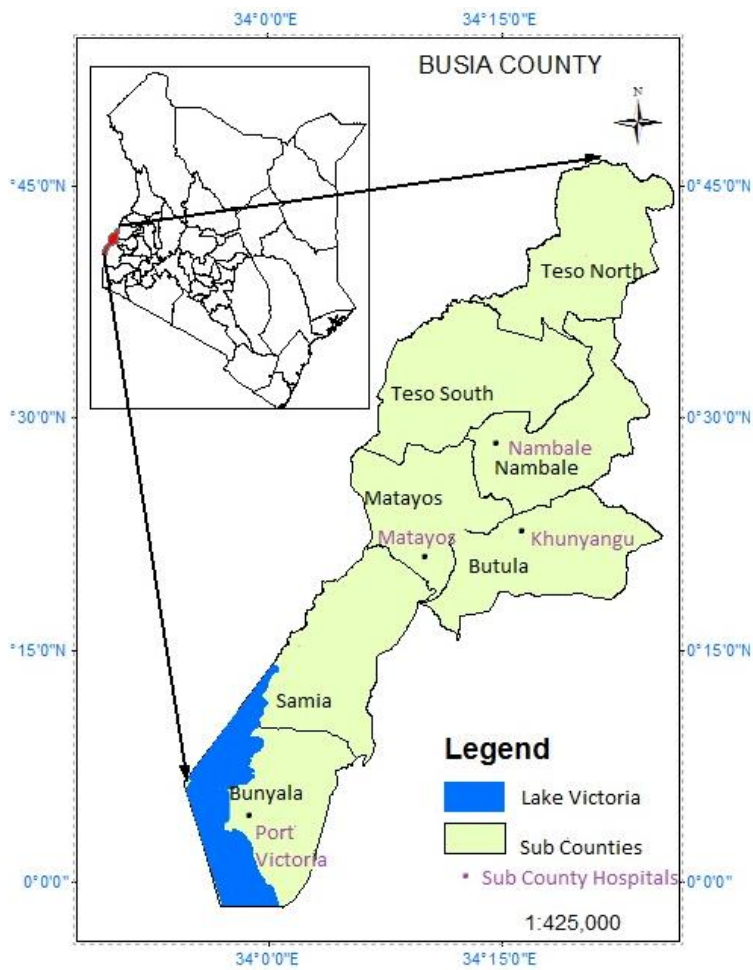 34°0'0"E 34°15'0"E
BUSIA COUNTY
N
°45'0"N 0°45'0"N
Teso North
Teso South
°30'0"N 0°30'0"N
Nambale
Nambale
Matayos
Matayos
Khunyangu
Butula
°15'0"N 0°15'0"N
Samia
Legend
Bunyala
Lake Victoria
Port
Victoria
Sub Counties
Sub County Hospitals
0°0'0" 0°0'0"
1:425,000
34°0'0"E 34°15'0"E